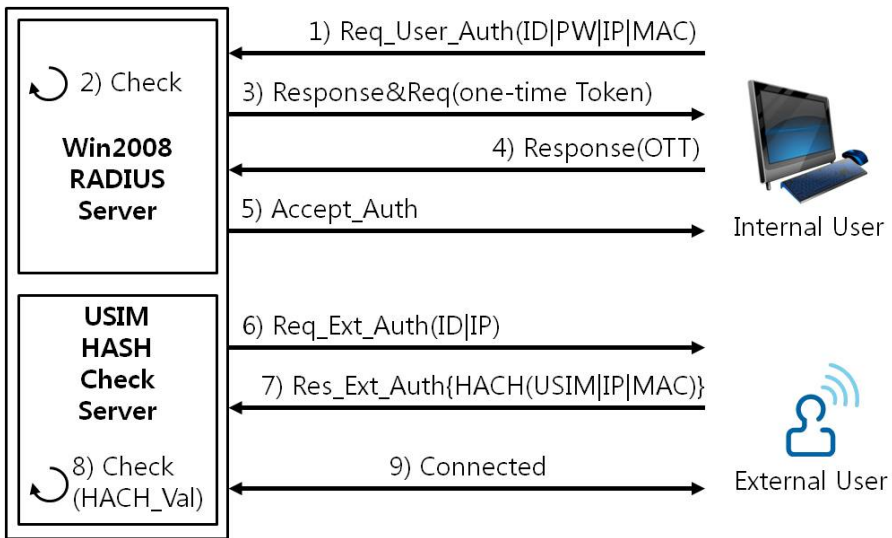 1) Req_User_Auth(ID|PW|IP|MAC)
2) Check
3) Response&Req(one-time Token)
Win2008
RADIUS
Server
4) Response(OTT)
5) Accept_Auth
Internal User
USIM
HASH
Check
Server
6) Req_Ext_Auth(ID|IP)
7) Res_Ext_Auth{HACH(USIM|IP|MAC)}
8) Check
(HACH_Val)
9) Connected
External User